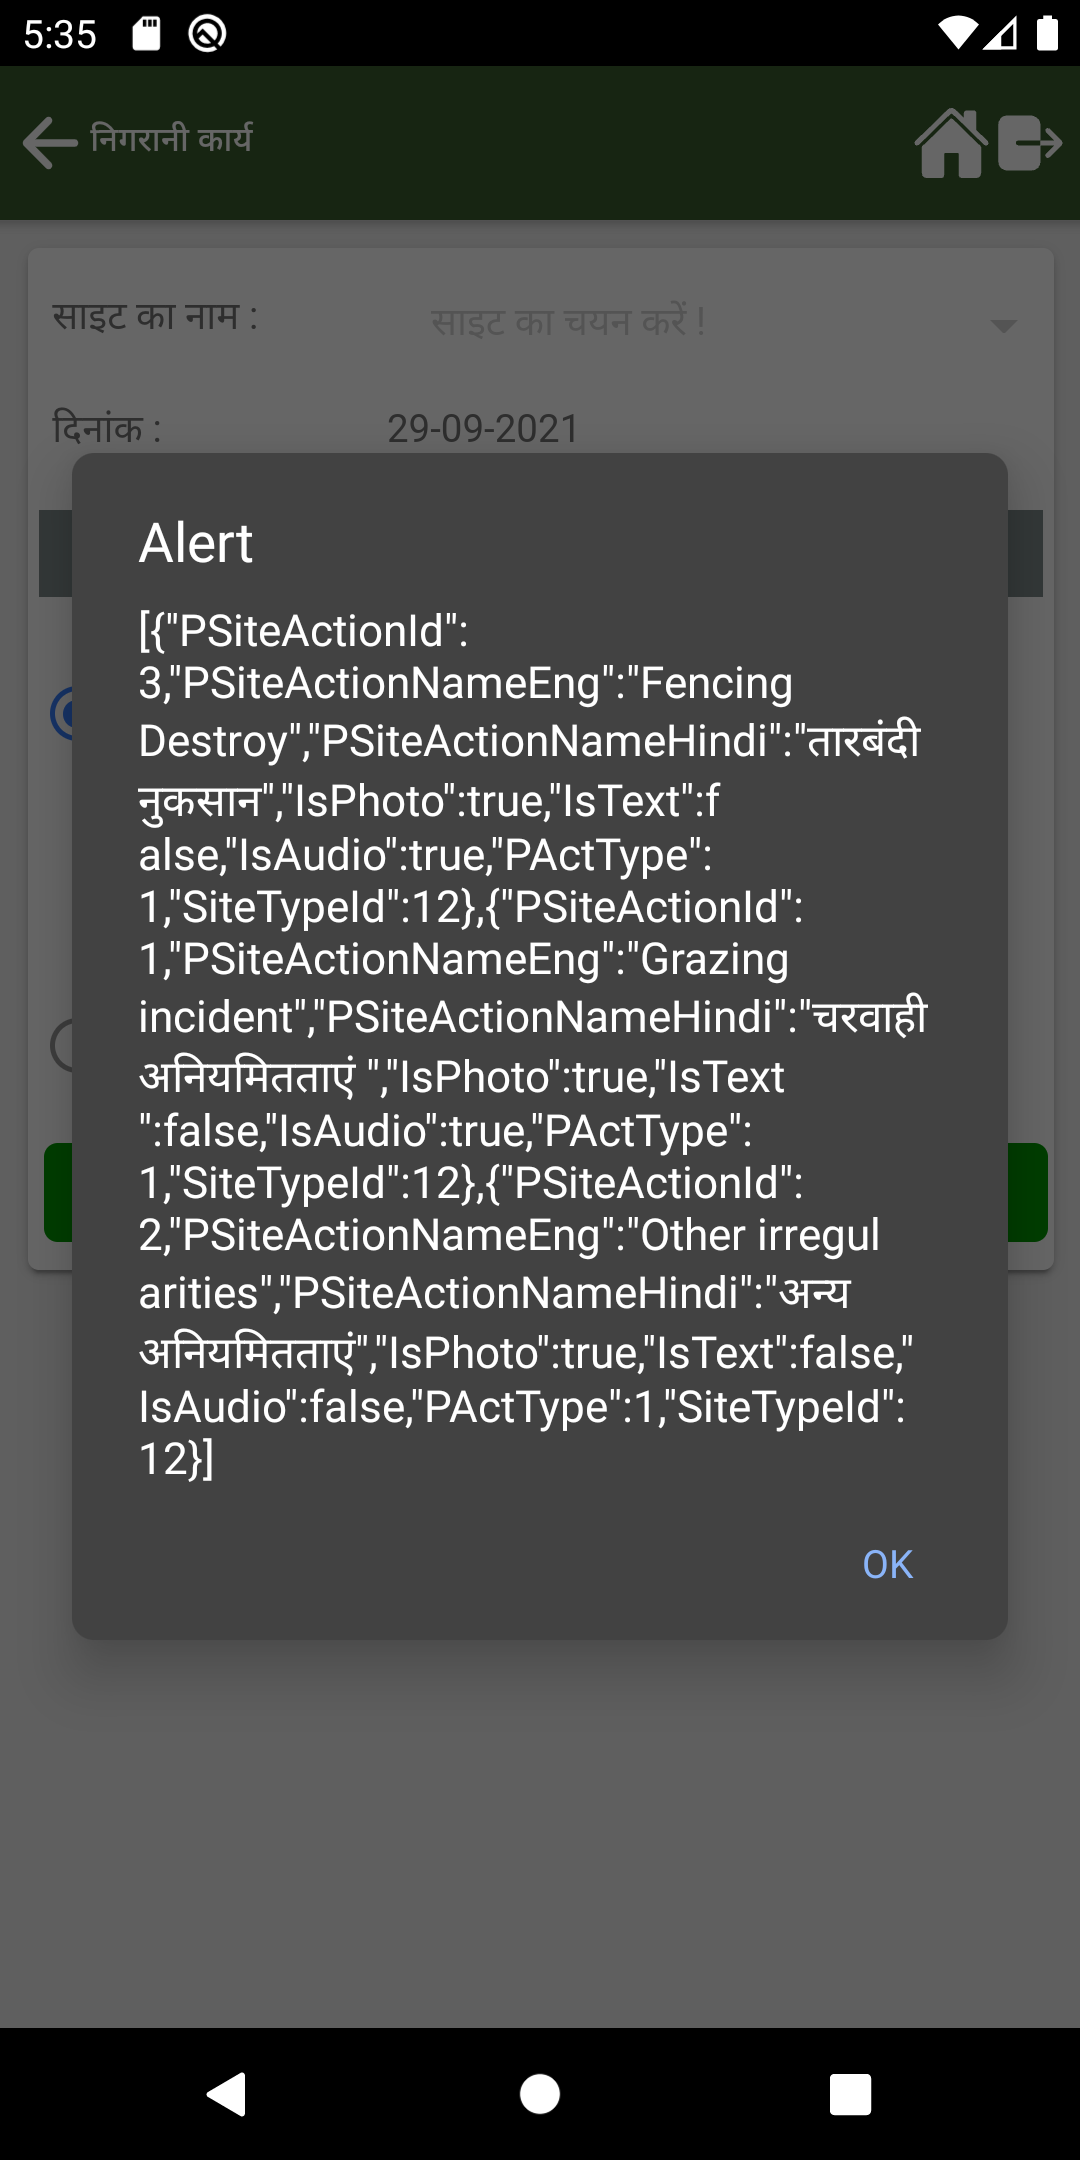 5:35
निगरानी कार्य
साइट का नाम :
साइट का चयन करें !
दिनांक :
29-09-2021
Alert
[{"PSiteActionId":
3,"PSiteActionNameEng":"Fencing
Destroy","PSiteActionNameHindi":"तारबंदी
नुकसान","IsPhoto":true,"IsText":f
alse,"IsAudio":true,"PActType":
1,"SiteTypeId":12},{"PSiteActionId":
1,"PSiteActionNameEng":"Grazing
incident","PSiteActionNameHindi":"चरवाही
अनियमितताएं ","IsPhoto":true,"IsText
":false,"IsAudio":true,"PActType":
1,"SiteTypeId":12},{"PSiteActionId":
2,"PSiteActionNameEng":"Other irregul
arities","PSiteActionNameHindi":"अन्य
अनियमितताएं","IsPhoto":true,"IsText":false,"
IsAudio":false,"PActType":1,"SiteTypeId":
12}]
OK